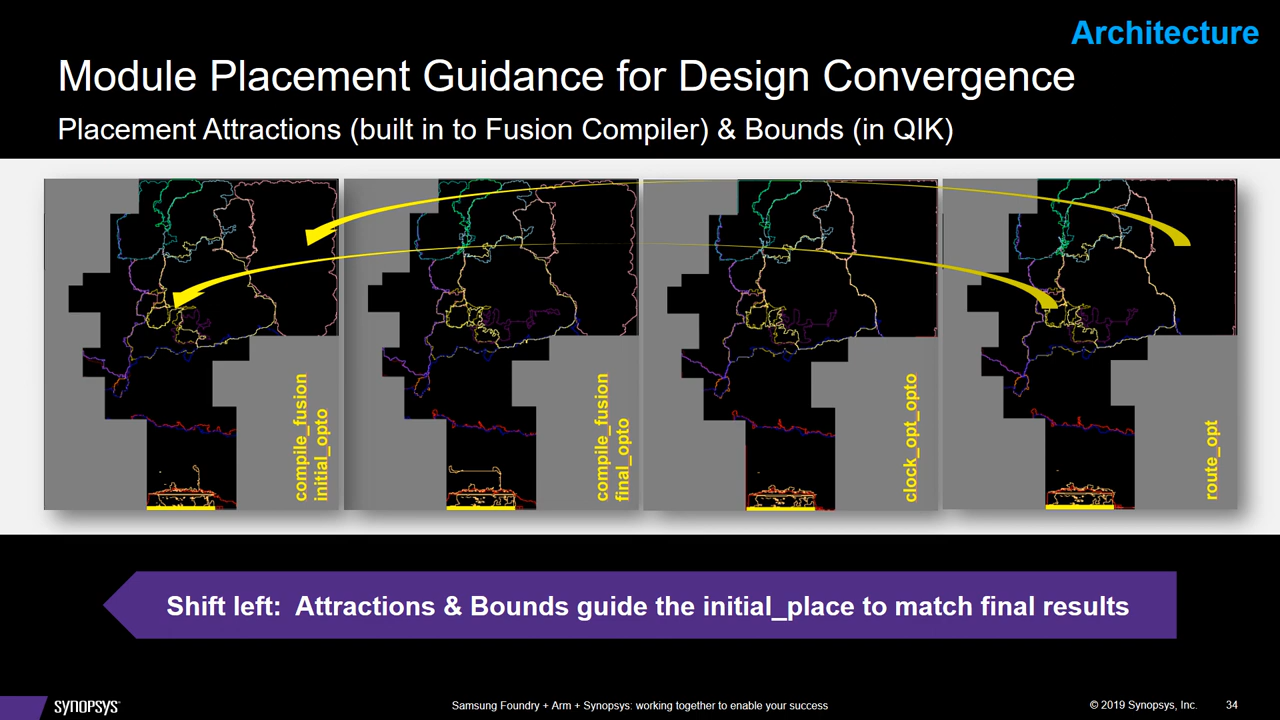 Architecture
Module Placement Guidance for Design Convergence
Placement Attractions (built in to Fusion Compiler) & Bounds (in QIK)
compile_fusion
initial_opto
compile_fusion
final_opto
clock_opt_opto
route_opt
Shift left: Attractions & Bounds guide the initial_place to match final results
SYNOPSYS®
Samsung Foundry + Arm + Synopsys: working together to enable your success
© 2019 Synopsys, Inc.
34